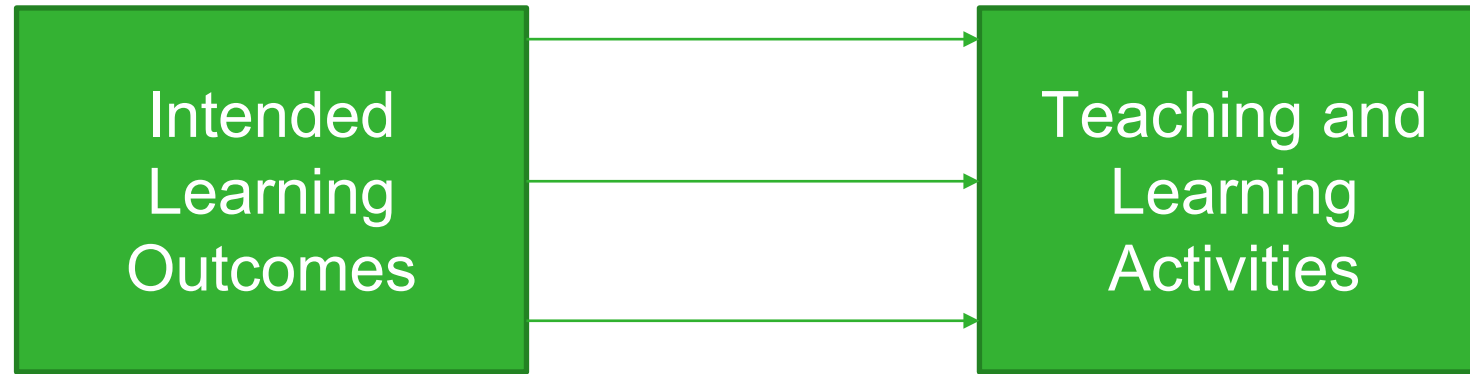 Intended
Learning
Outcomes
Teaching and
Learning
Activities